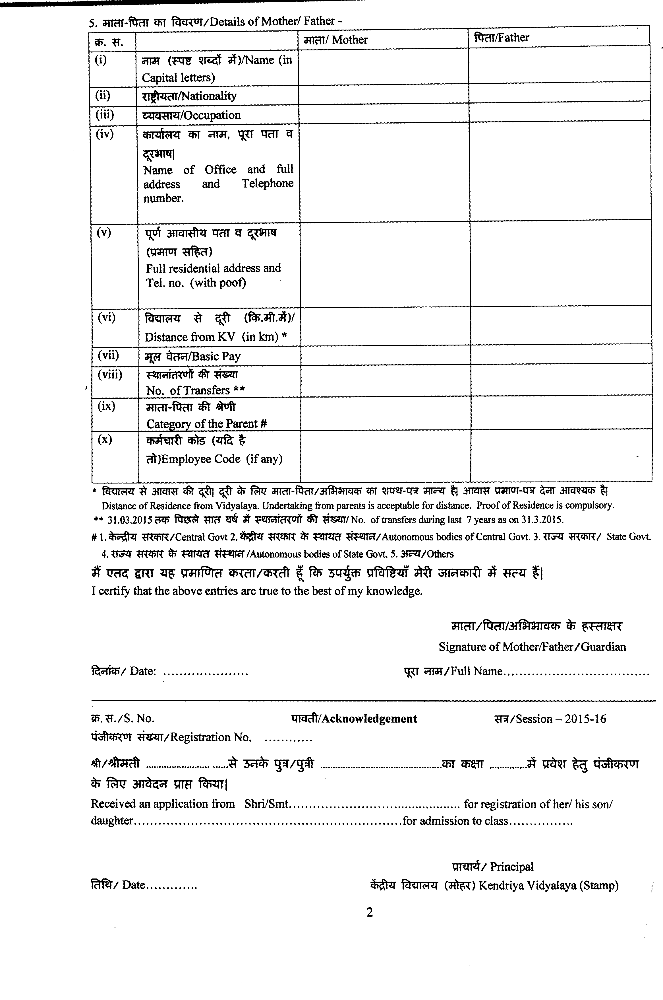 5. माता-पिता का विवरण/Details of Mother/ Father -
क्र. स. माता/ Mother पिता/Father
(i) नाम (स्पष्ट शब्दों में)/Name (in
Capital letters)
(ii) राष्ट्रीयता/Nationality
(iii) व्यवसाय/Occupation
(iv) कार्यालय का नाम, पूरा पता व
दूरभाष|
Name of Office and full
address and Telephone
number.
(v) पूर्ण आवासीय पता व दूरभाष
(प्रमाण सहित)
Full residential address and
Tel. no. (with poof)
(vi) विद्यालय से दूरी (कि.मी.में)/
Distance from KV (in km) *
(vii) मूल वेतन/Basic Pay
(viii) स्थानांतरणों की संख्या
No. of Transfers **
(ix) माता-पिता की श्रेणी
Category of the Parent #
(x) कर्मचारी कोड (यदि है
तो)Employee Code (if any)
* विद्यालय से आवास की दूरी| दूरी के लिए माता-पिता/अभिभावक का शपथ-पत्र मान्य है| आवास प्रमाण-पत्र देना आवश्यक है|
Distance of Residence from Vidyalaya. Undertaking from parents is acceptable for distance. Proof of Residence is compulsory.
** 31.03.2015 तक पिछले सात वर्ष में स्थानांतरणों की संख्या/ No. of transfers during last 7 years as on 31.3.2015.
# 1. केन्द्रीय सरकार/Central Govt 2. केंद्रीय सरकार के स्वायत संस्थान/Autonomous bodies of Central Govt. 3. राज्य सरकार/ State Govt.
4. राज्य सरकार के स्वायत संस्थान /Autonomous bodies of State Govt. 5. अन्य/Others
मैं एतद द्वारा यह प्रमाणित करता/करती हूँ कि उपर्युक्त प्रविष्टियाँ मेरी जानकारी में सत्य हैं|
I certify that the above entries are true to the best of my knowledge.
माता/पिता/अभिभावक के हस्ताक्षर
Signature of Mother/Father/Guardian
दिनांक/ Date: ..................... पूरा नाम/Full Name....................................
क्र. स./S. No. पावती/Acknowledgement सत्र/Session – 2015-16
पंजीकरण संख्या/Registration No. ............
श्री/श्रीमती ......................... ......से उनके पुत्र/पुत्री ................................................का कक्षा ...............में प्रवेश हेतु पंजीकरण
के लिए आवेदन प्राप्त किया|
Received an application from Shri/Smt.......................................... for registration of her/ his son/
daughter..................................................................for admission to class................
प्राचार्य/ Principal
तिथि/ Date............. केंद्रीय विद्यालय (मोहर) Kendriya Vidyalaya (Stamp)
2